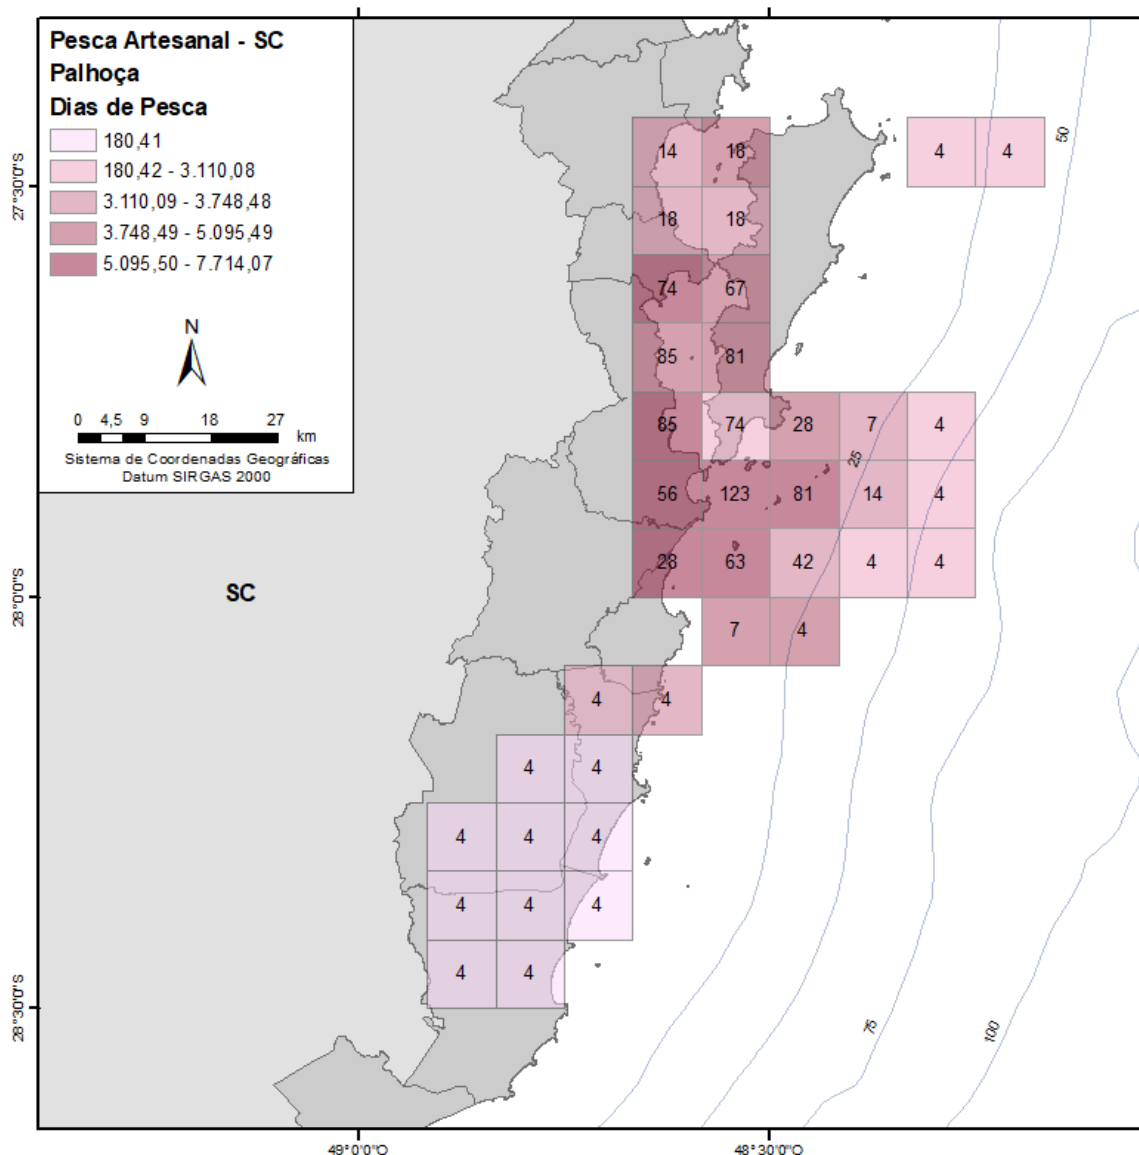 Pesca Artesanal - SC
Palhoça
Dias de Pesca
180,41
180,42 - 3.110,08
3.110,09 - 3.748,48
3.748,49 - 5.095,49
5.095,50 - 7.714,07
N
0 4,5 9 18 27
km
Sistema de Coordenadas Geográficas
Datum SIRGAS 2000
50
14 18 4 4
27°30'0"S
18 18
74 67
85 81
85 74 28 7 4
25
56 123 81 14 4
28 63 42 4 4
28°0'0"S
SC
7 4
4 4
4 4
4 4 4
4 4 4
4 4
28°30'0"S
75
100
49°0'0"O
48°30'0"O